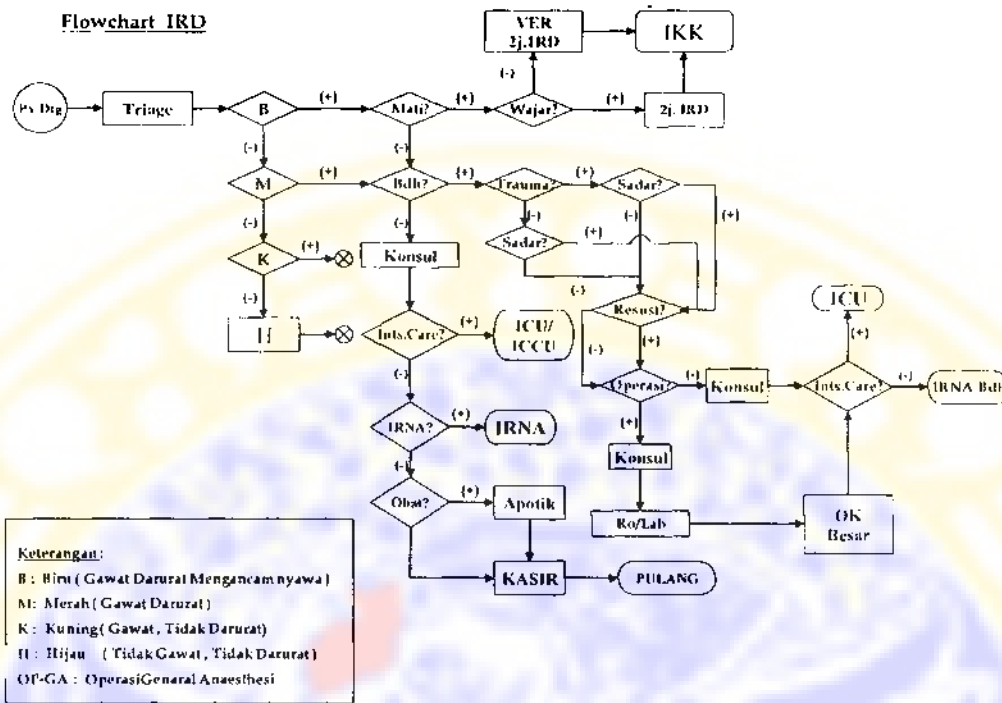 Flowchart IRD
VER
2j.IRD
IKK
(-)
Px Dtg
Triage
B
(+)
Mati?
(+)
Wajar?
(+)
2j. IRD
(-)
(-)
M
(+)
Bdh?
(+)
Trauma?
(+)
Sadar?
(+)
(-)
(-)
(-)
(-)
K
(+)
Konsul
Sadar?
(+)
(-)
(-)
H
Ints.Care?
(+)
ICU/
ICCU
Resusi?
(-)
(+)
ICU
(+)
(-)
Operasi?
(-)
Konsul
Ints.Care?
(-)
IRNA Bdh
IRNA?
(+)
IRNA
(+)
Konsul
(-)
Obat?
(+)
Apotik
Ro/Lab
OK
Besar
KASIR
PULANG
Keterangan:
B : Biru ( Gawat Darurat Mengancam nyawa)
M: Merah( Gawat Darurat)
K : Kuning( Gawat , Tidak Darurat)
H : Hijau ( Tidak Gawat , Tidak Darurat)
OP-GA : OperasiGenaral Anaesthesi